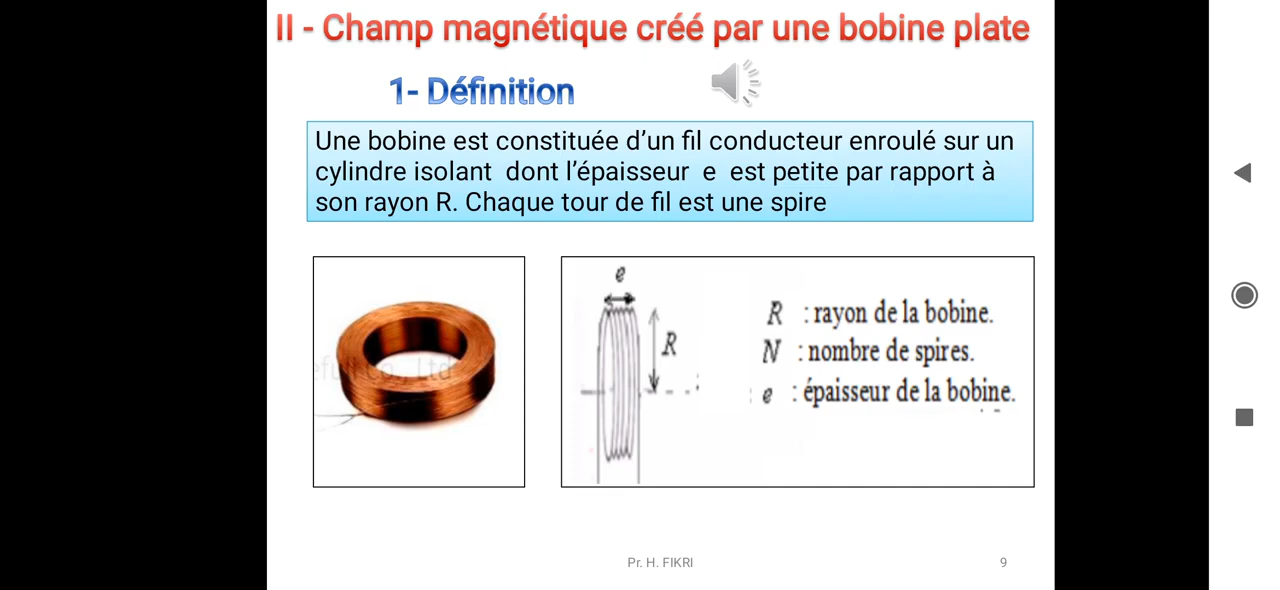 II - Champ magnétique créé par une bobine plate
1- Définition
Une bobine est constituée d’un fil conducteur enroulé sur un
cylindre isolant dont l’épaisseur e est petite par rapport à
son rayon R. Chaque tour de fil est une spire
e
R
R : rayon de la bobine.
N : nombre de spires.
e : épaisseur de la bobine.
Co., Ltd
Pr. H. FIKRI
9